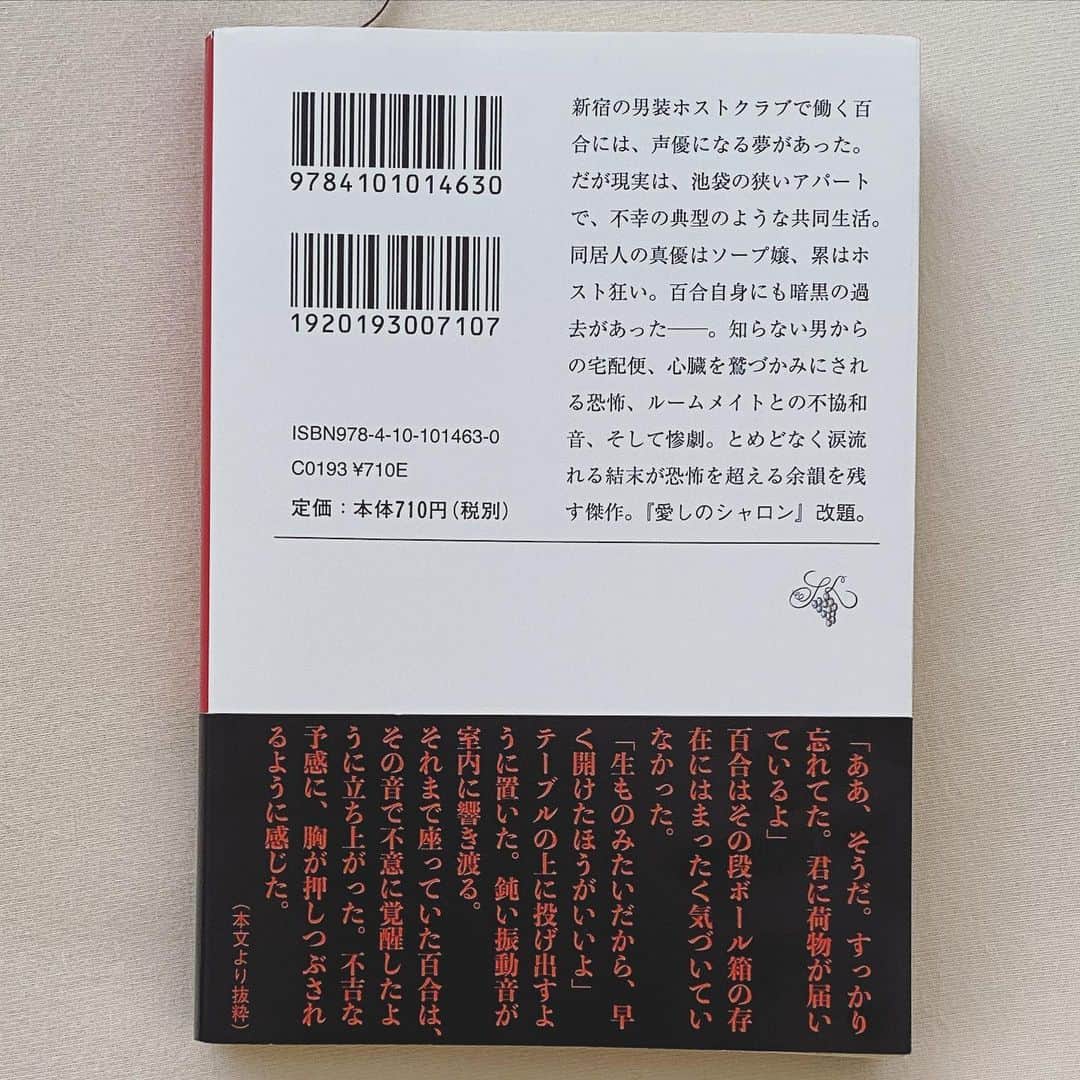 9784101014630
1920193007107
ISBN978-4-10-101463-0
C0193 ¥710E
定価：本体710円（税別）
新宿の男装ホストクラブで働く百
合には、声優になる夢があった。
だが現実は、池袋の狭いアパート
で、不幸の典型のような共同生活。
同居人の真優はソープ嬢、累はホ
スト狂い。百合自身にも暗黒の過
去があった――。知らない男から
の宅配便、心臓を鷲づかみにされ
る恐怖、ルームメイトとの不協和
音、そして惨劇。とめどなく涙流
れる結末が恐怖を超える余韻を残
す傑作。『愛しのシャロン』改題。
「ああ、そうだ。すっかり
忘れてた。君に荷物が届い
ているよ」
百合はその段ボール箱の存
在にはまったく気づいてい
なかった。
「生ものみたいだから、早
く開けたほうがいいよ」
テーブルの上に投げ出すよ
うに置いた。鈍い振動音が
室内に響き渡る。
それまで座っていた百合は、
その音で不意に覚醒したよ
うに立ち上がった。不吉な
予感に、胸が押しつぶされ
るように感じた。
（本文より抜粋）